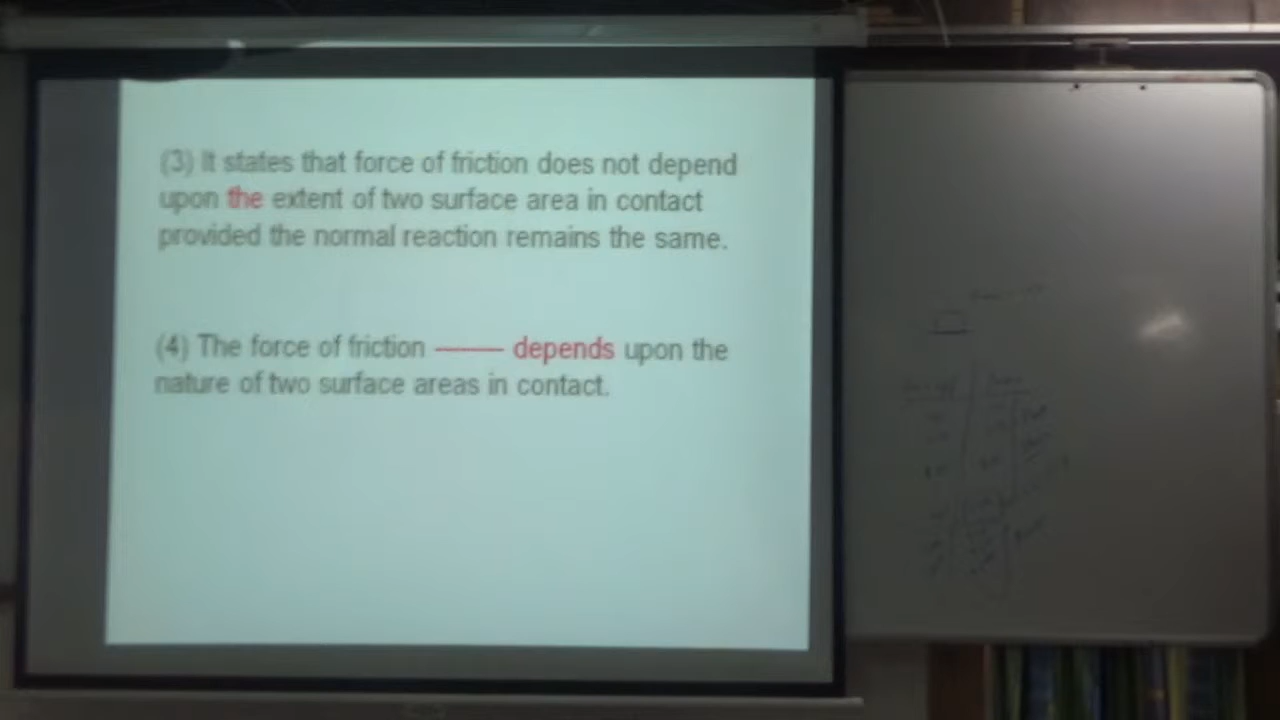 (3) It states that force of friction does not depend
upon the extent of two surface area in contact
provided the normal reaction remains the same.
(4) The force of friction ——— depends upon the
nature of two surface areas in contact.